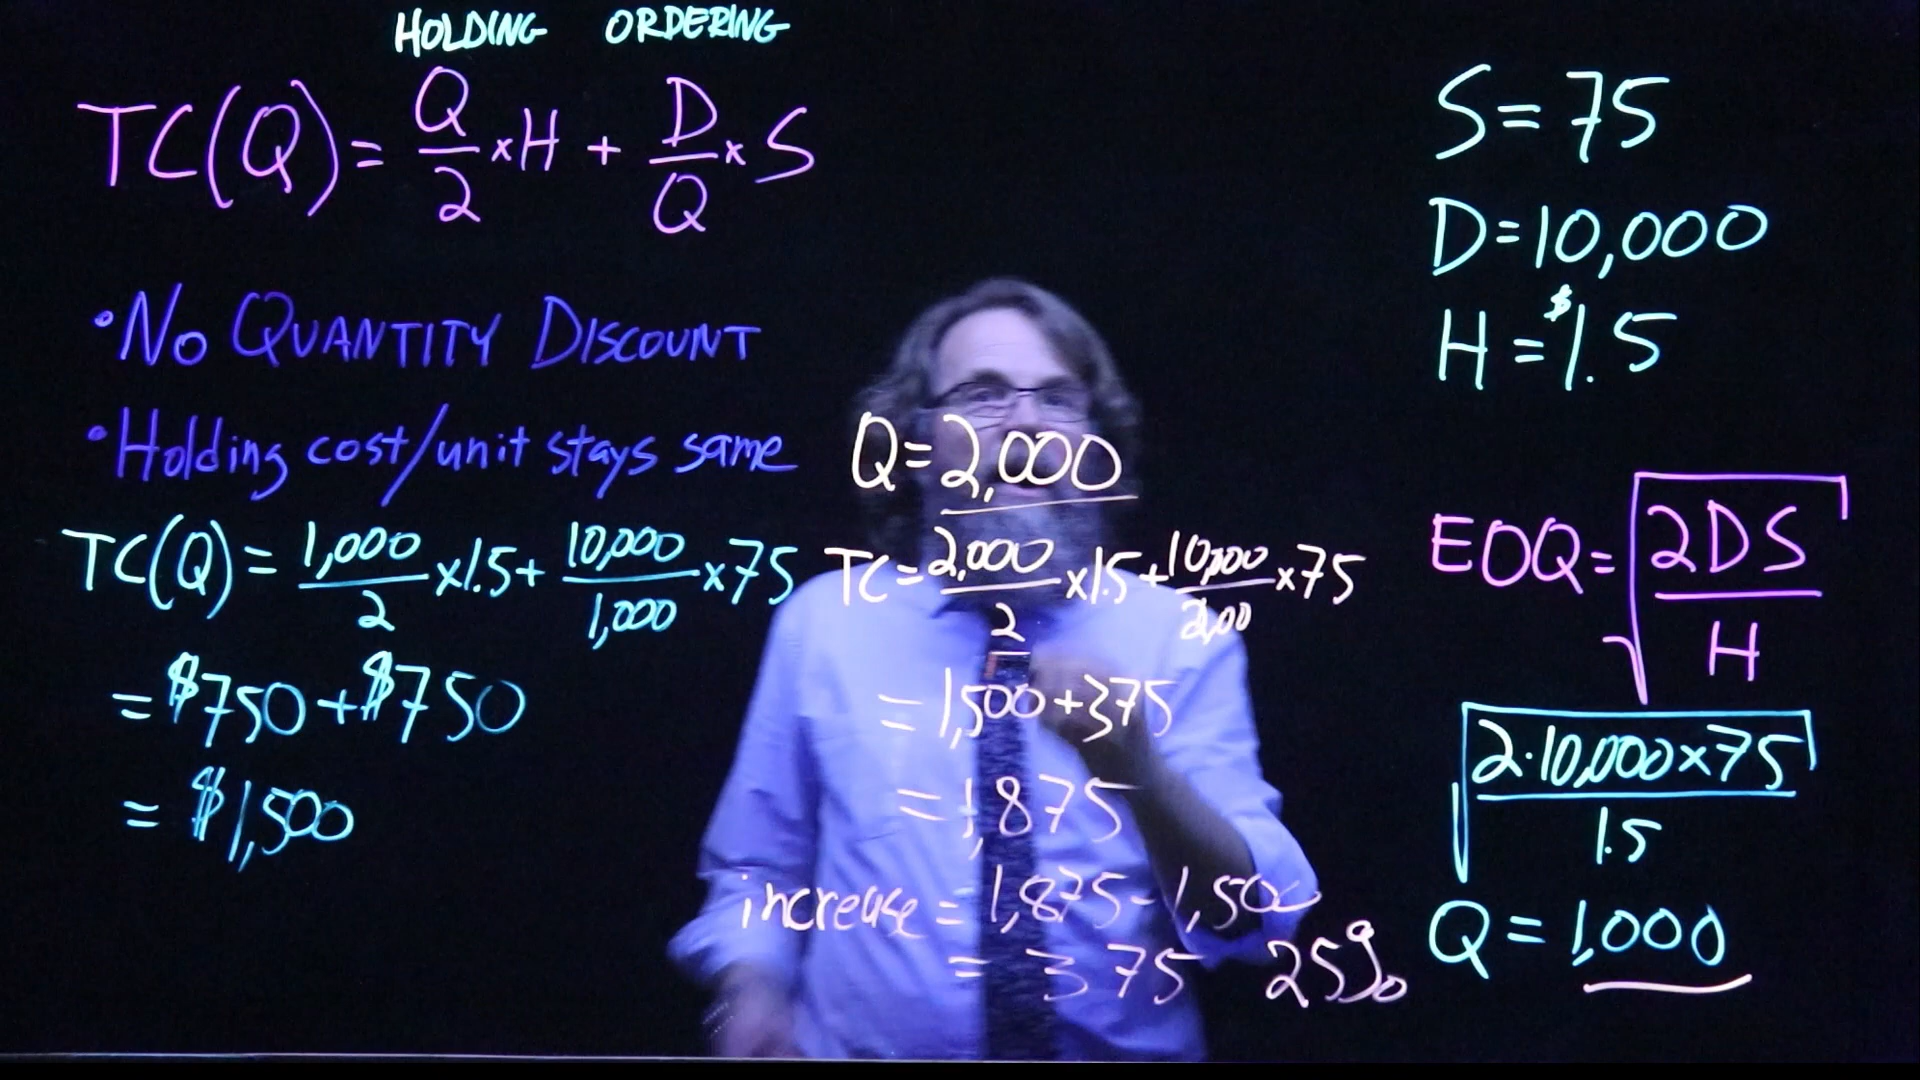 HOLDING ORDERING
TC(Q) = Q/2 × H + D/Q × S
• No QUANTITY DISCOUNT
• Holding cost/unit stays same
TC(Q) = 1,000/2 × 1.5 + 10,000/1,000 × 75
= $750 + $750
= $1,500
Q = 2,000
TC = 2,000/2 × 1.5 + 10,000/2,00 × 75
= 1,500 + 375
= 1,875
increase = 1,875 - 1,500
= 375 25%
S = 75
D = 10,000
H = $1.5
EOQ = √2DS/H
√2·10,000×75/1.5
Q = 1,000